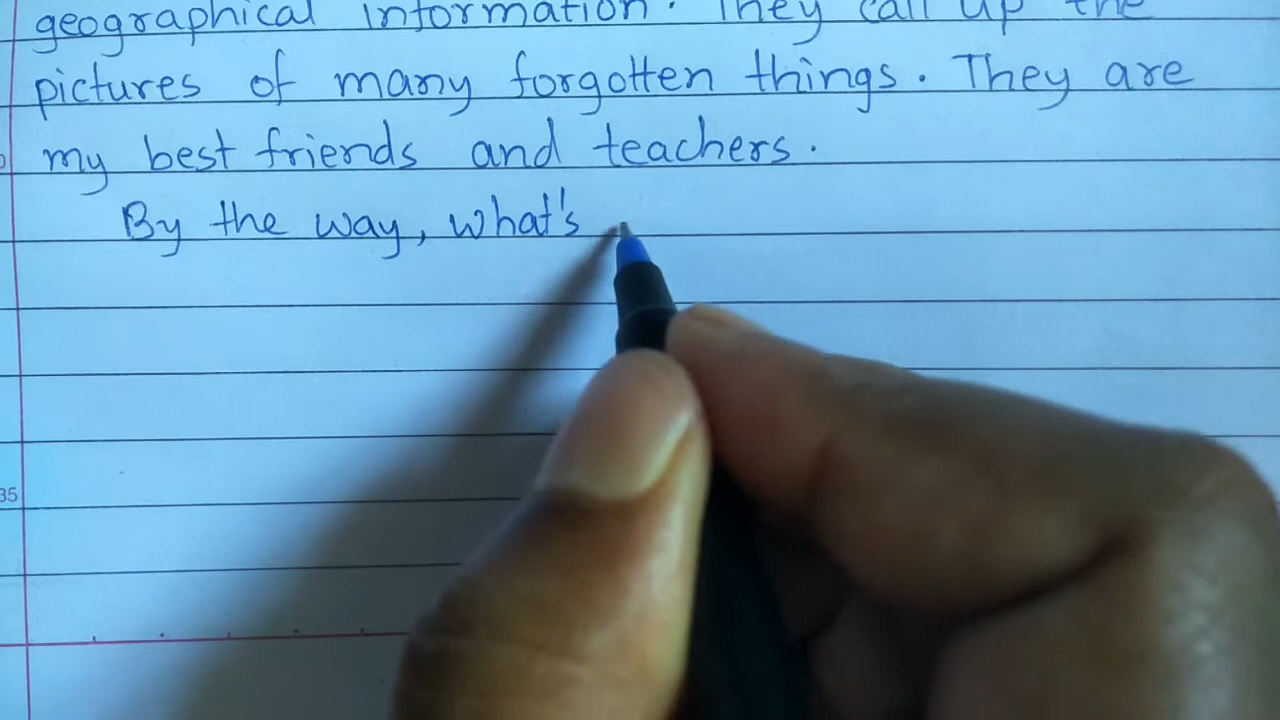 geographical information. They call up the
pictures of many forgotten things. They are
my best friends and teachers.
By the way, what's
35